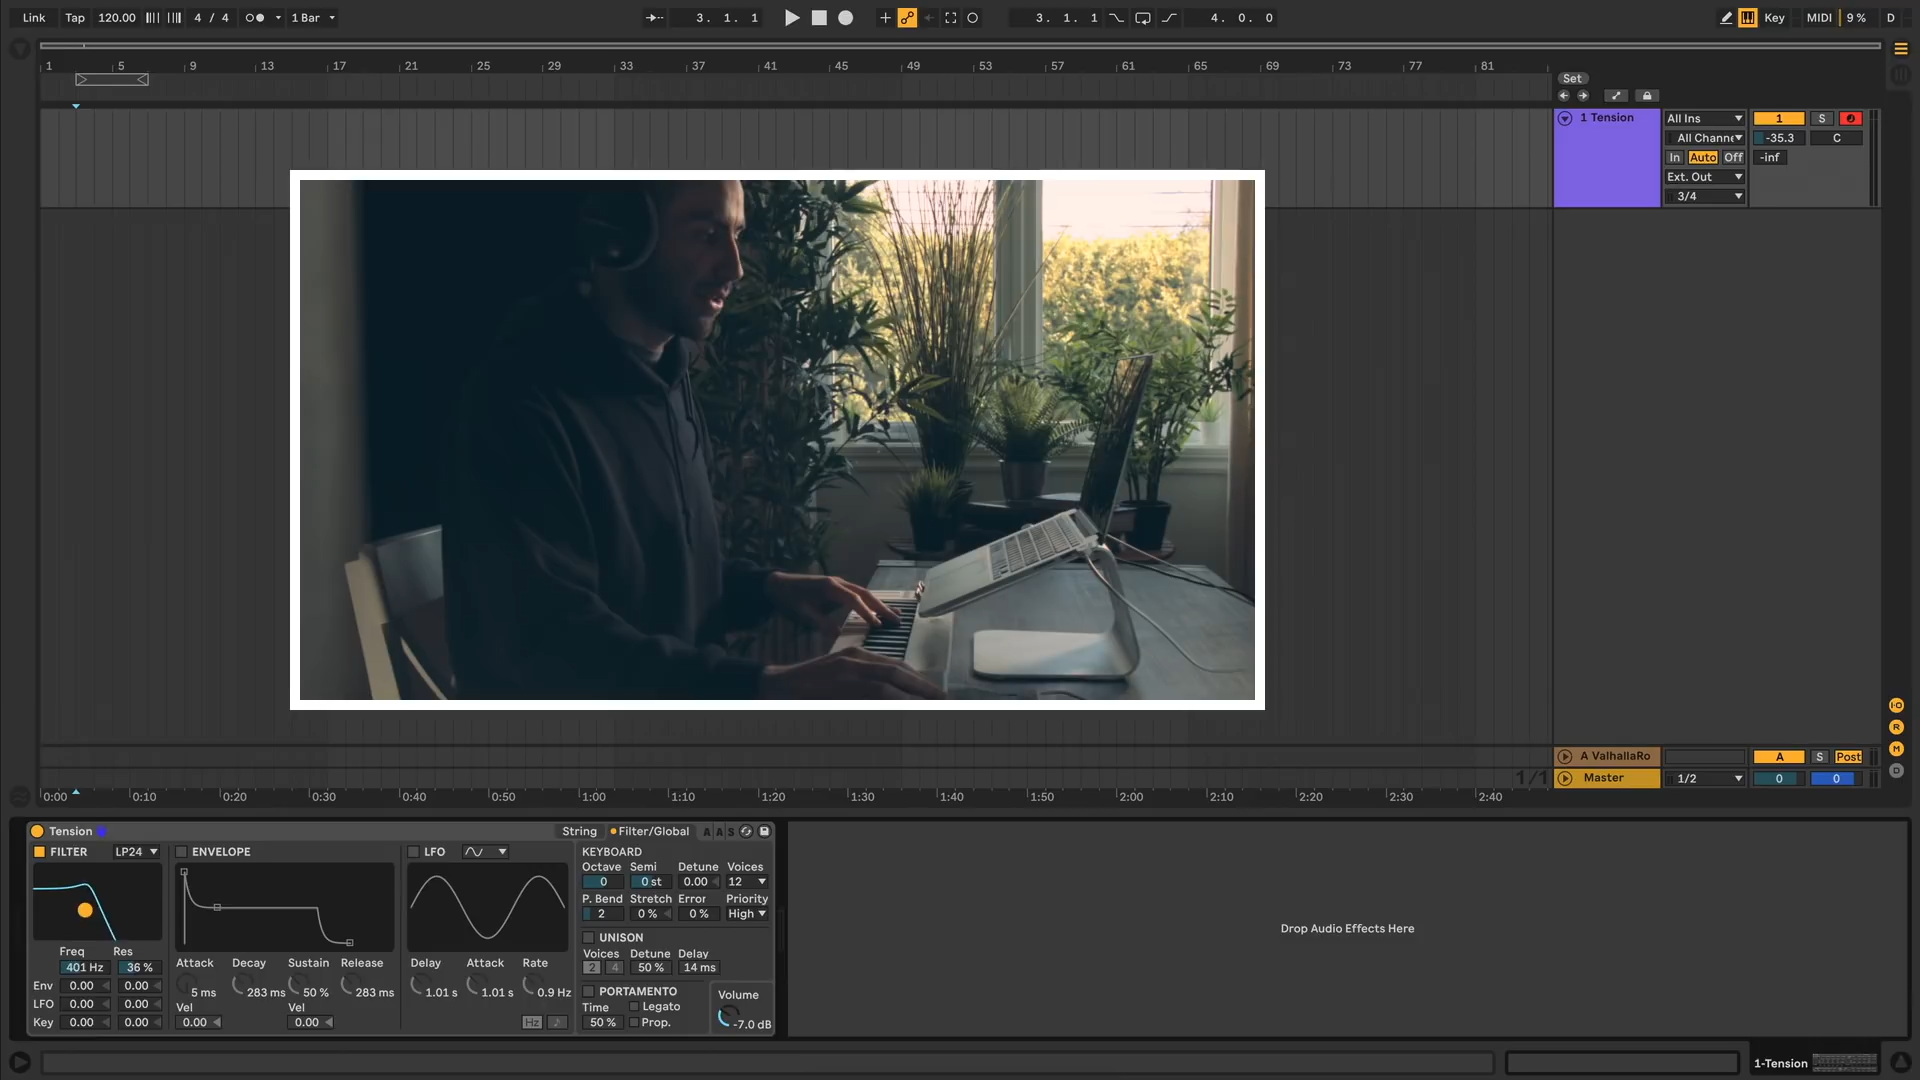 Link Tap 120.00 4 / 4 1 Bar 3. 1. 1 3. 1. 1 4. 0. 0 Key MIDI 9 % D
1 5 9 13 17 21 25 29 33 37 41 45 49 53 57 61 65 69 73 77 81
Set
1 Tension All Ins 1 S
All Channe -35.3 C
In Auto Off -inf
Ext. Out
3/4
A ValhallaRo A S Post
1/1 Master 1/2 0 0
0:00 0:10 0:20 0:30 0:40 0:50 1:00 1:10 1:20 1:30 1:40 1:50 2:00 2:10 2:20 2:30 2:40
I·O
R
M
D
Tension String Filter/Global A A S
FILTER LP24 ENVELOPE LFO KEYBOARD
Octave Semi Detune Voices
0 0 st 0.00 12
P. Bend Stretch Error Priority
2 0 % 0 % High
Drop Audio Effects Here
UNISON
Freq Res Voices Detune Delay
Attack Decay Sustain Release Delay Attack Rate
401 Hz 36 % 2 4 50 % 14 ms
Env 0.00 0.00
5 ms 283 ms 50 % 283 ms 1.01 s 1.01 s 0.9 Hz
PORTAMENTO Volume
LFO 0.00 0.00 Vel Vel Time Legato
Key 0.00 0.00 0.00 0.00 Hz 50 % Prop. -7.0 dB
1-Tension